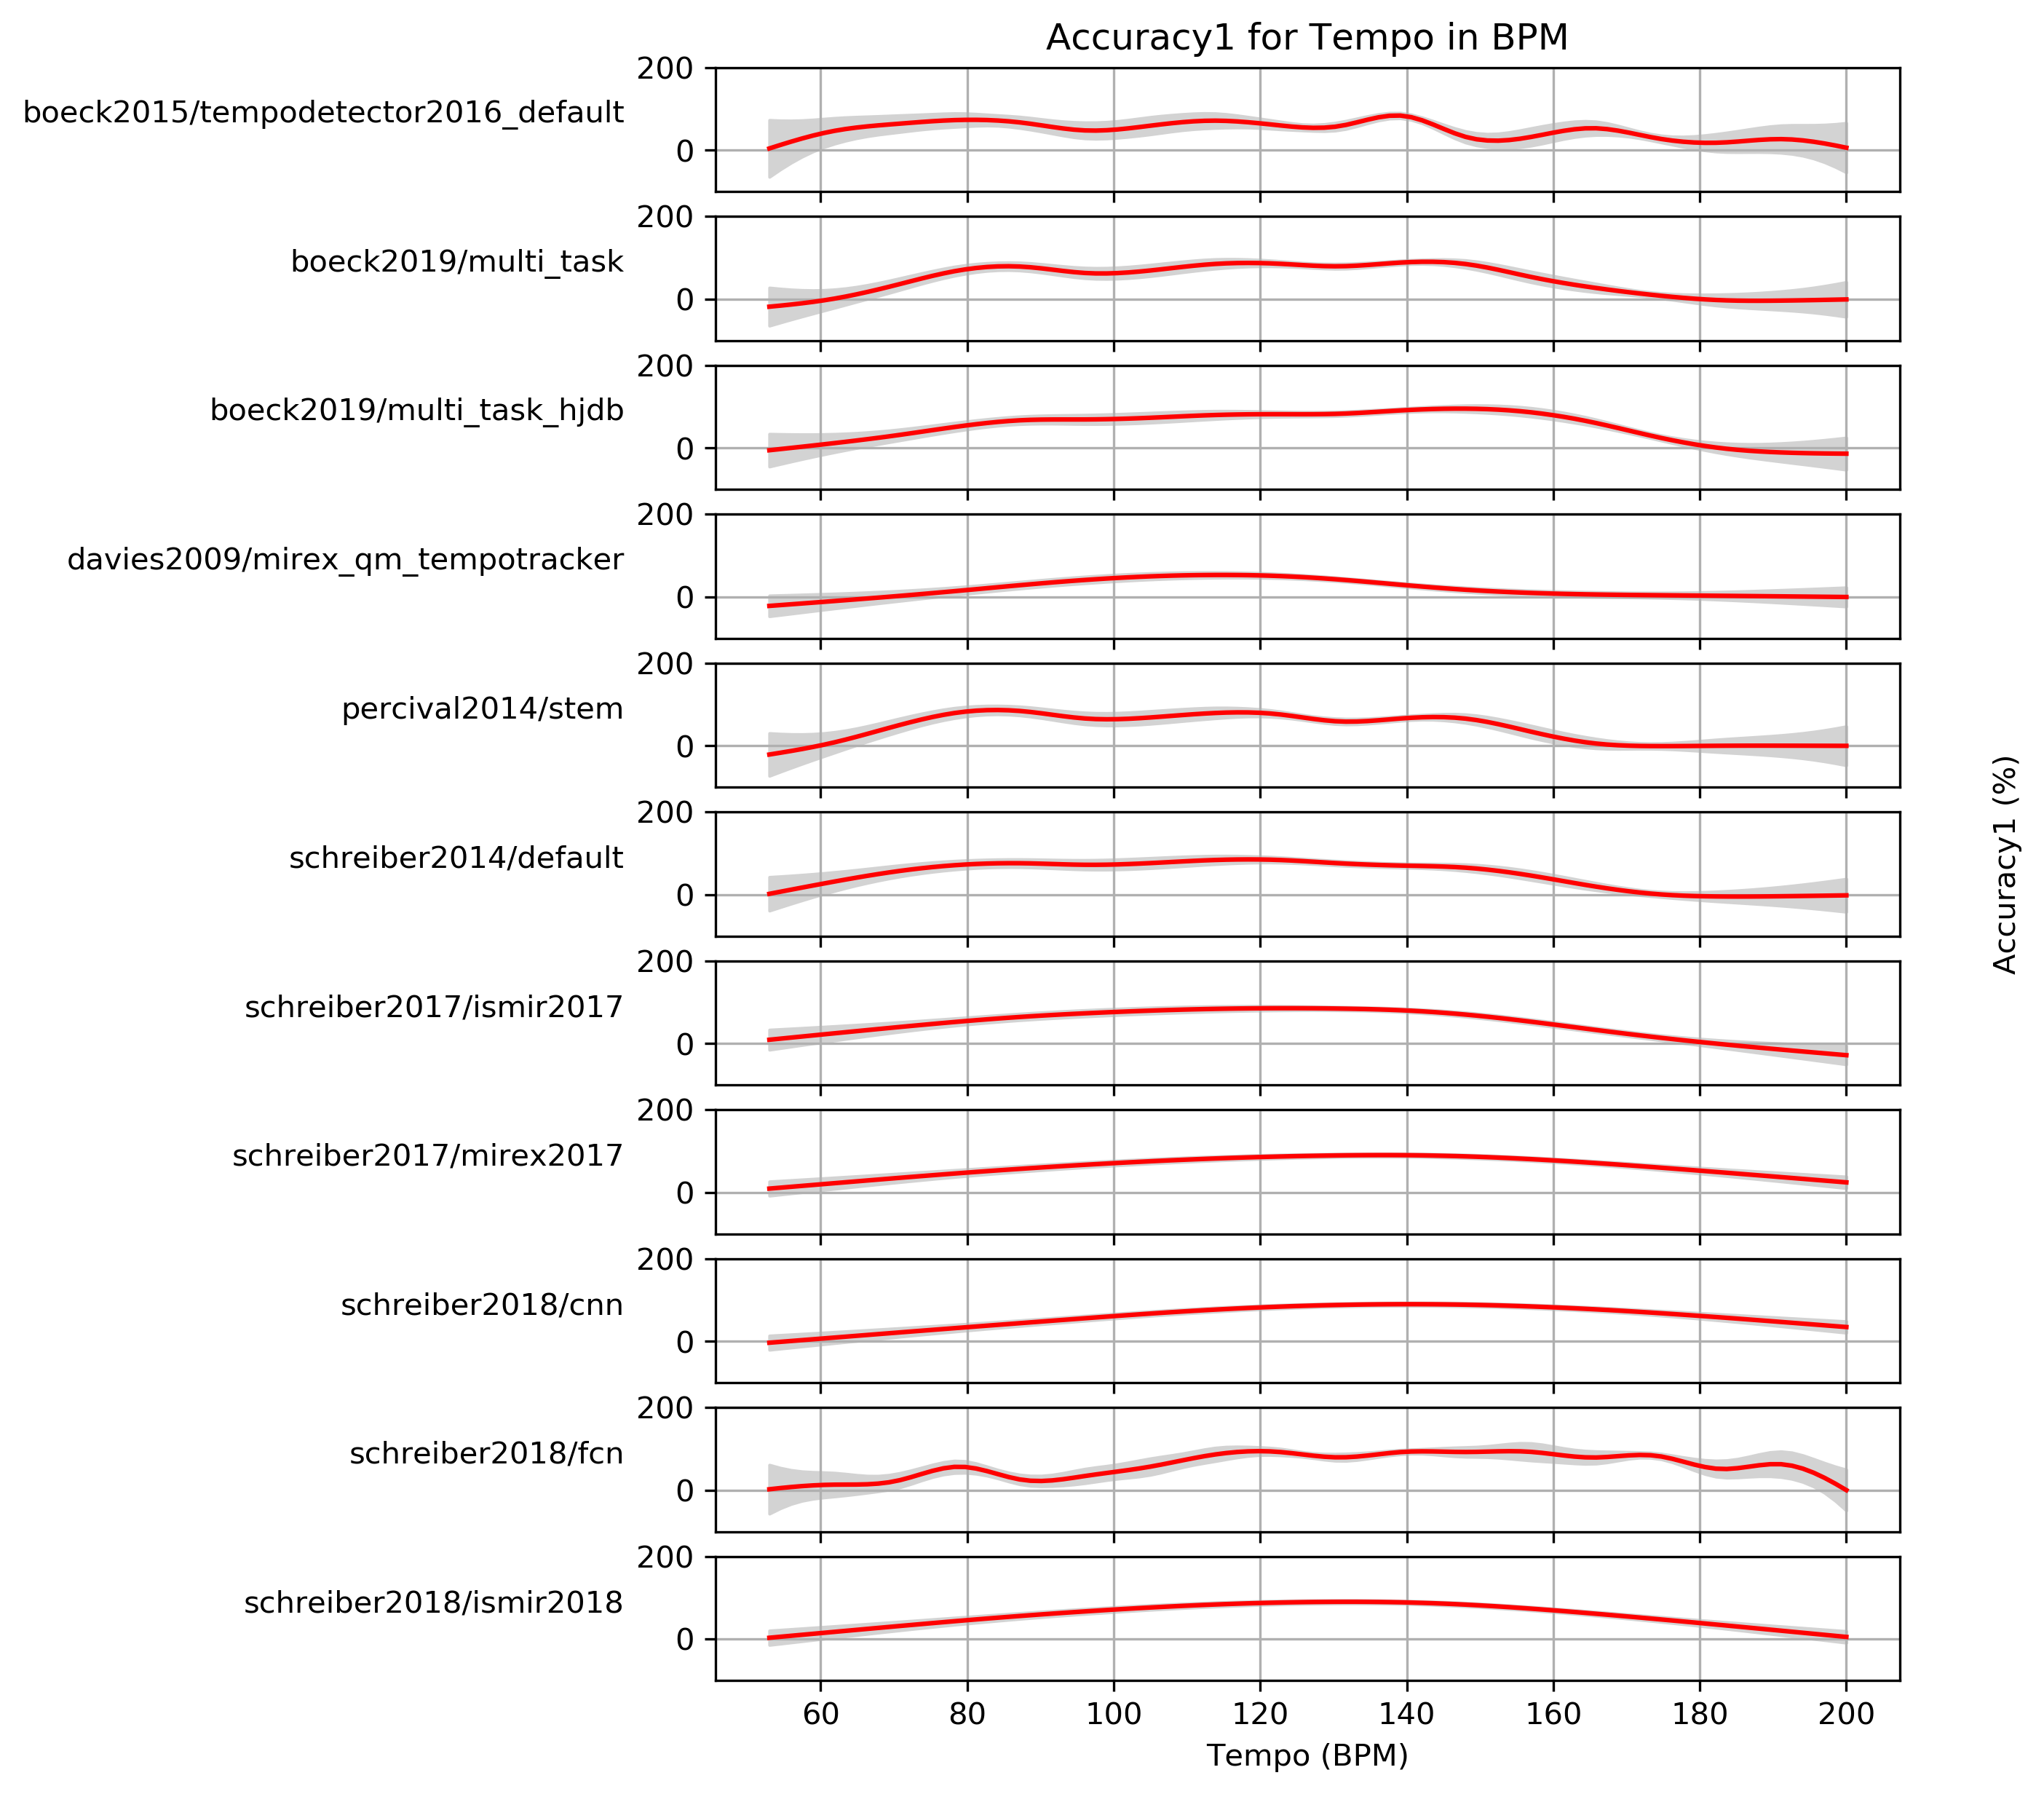 Accuracy1 for Tempo in BPM
boeck2015/tempodetector2016_default
200
0
boeck2019/multi_task
200
0
boeck2019/multi_task_hjdb
200
0
davies2009/mirex_qm_tempotracker
200
0
percival2014/stem
200
0
schreiber2014/default
200
0
schreiber2017/ismir2017
200
0
schreiber2017/mirex2017
200
0
schreiber2018/cnn
200
0
schreiber2018/fcn
200
0
schreiber2018/ismir2018
200
0
60 80 100 120 140 160 180 200
Tempo (BPM)
Accuracy1 (%)